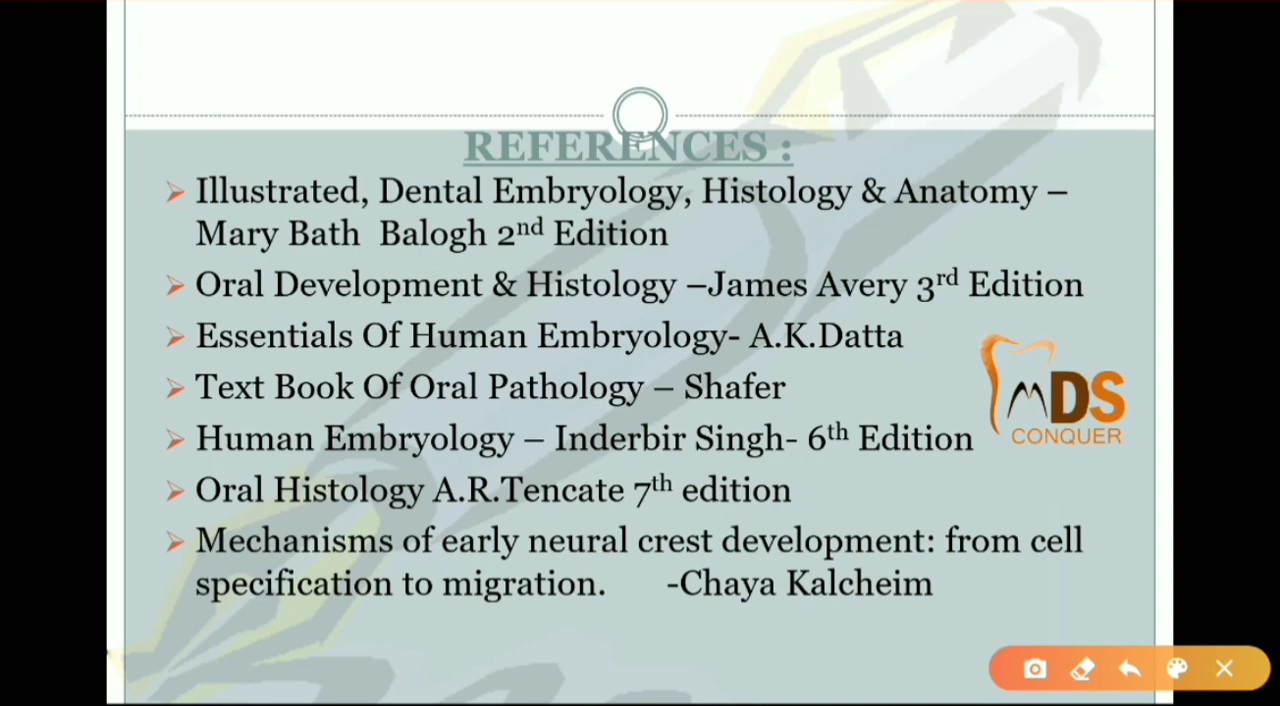 REFERENCES :
Illustrated, Dental Embryology, Histology & Anatomy –
Mary Bath Balogh 2nd Edition
Oral Development & Histology –James Avery 3rd Edition
Essentials Of Human Embryology- A.K.Datta
Text Book Of Oral Pathology – Shafer
Human Embryology – Inderbir Singh- 6th Edition
MDS
CONQUER
Oral Histology A.R.Tencate 7th edition
Mechanisms of early neural crest development: from cell
specification to migration. -Chaya Kalcheim